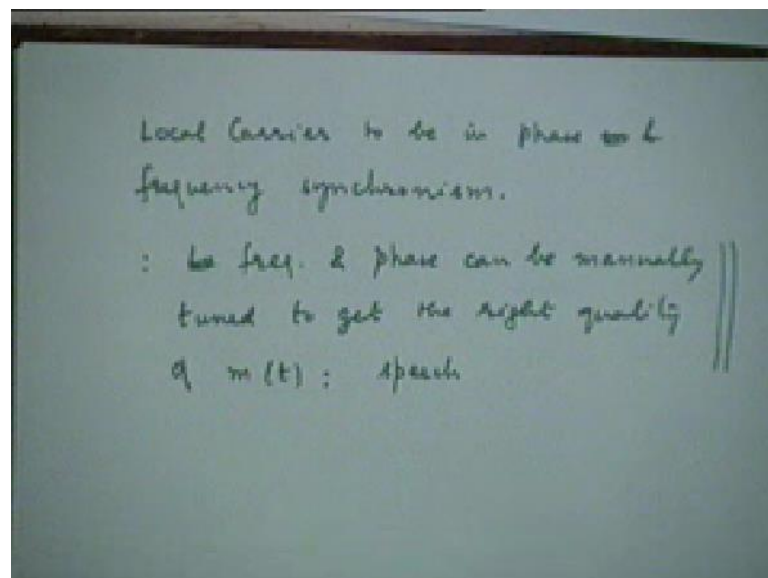 Local Carrier to be in phase &
frequency synchronism.
: freq. & phase can be manually
tuned to get the right quality
of m(t) : speech